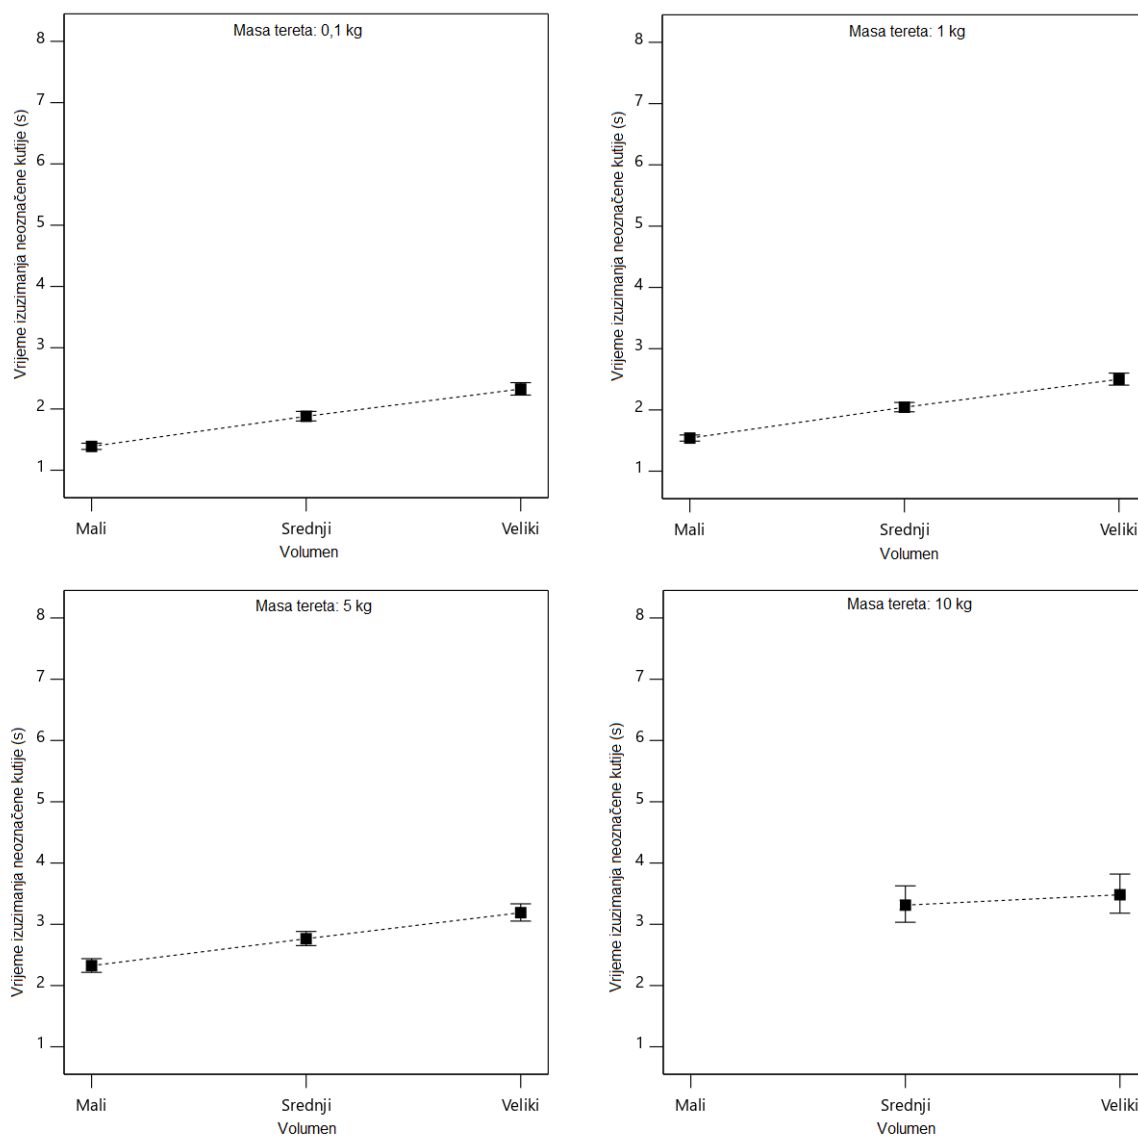 Masa tereta: 0,1 kg
Vrijeme izuzimanja neoznačene kutije (s)
8
7
6
5
4
3
2
1
Mali Srednji Veliki
Volumen
Masa tereta: 1 kg
Vrijeme izuzimanja neoznačene kutije (s)
8
7
6
5
4
3
2
1
Mali Srednji Veliki
Volumen
Masa tereta: 5 kg
Vrijeme izuzimanja neoznačene kutije (s)
8
7
6
5
4
3
2
1
Mali Srednji Veliki
Volumen
Masa tereta: 10 kg
Vrijeme izuzimanja neoznačene kutije (s)
8
7
6
5
4
3
2
1
Mali Srednji Veliki
Volumen